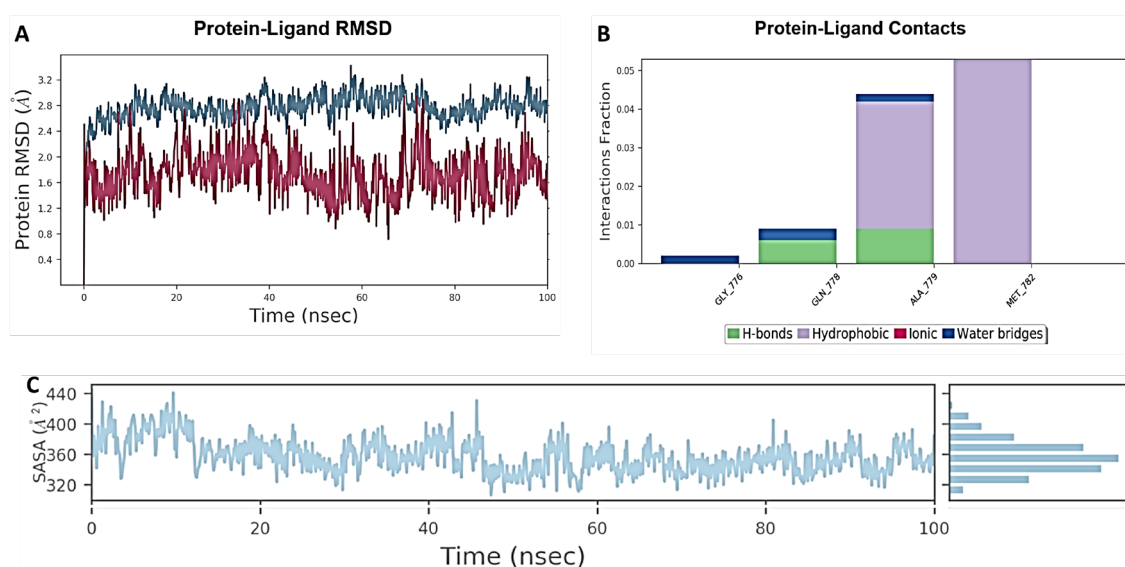 A
Protein-Ligand RMSD
Protein RMSD (Å)
3.2
2.8
2.4
2.0
1.6
1.2
0.8
0.4
0
20
40
60
80
100
Time (nsec)
B
Protein-Ligand Contacts
Interactions Fraction
0.05
0.04
0.03
0.02
0.01
0.00
GLY_776
GLN_778
ALA_779
MET_782
H-bonds Hydrophobic Ionic Water bridges
C
SASA (Å²)
440
400
360
320
0
20
40
60
80
100
Time (nsec)